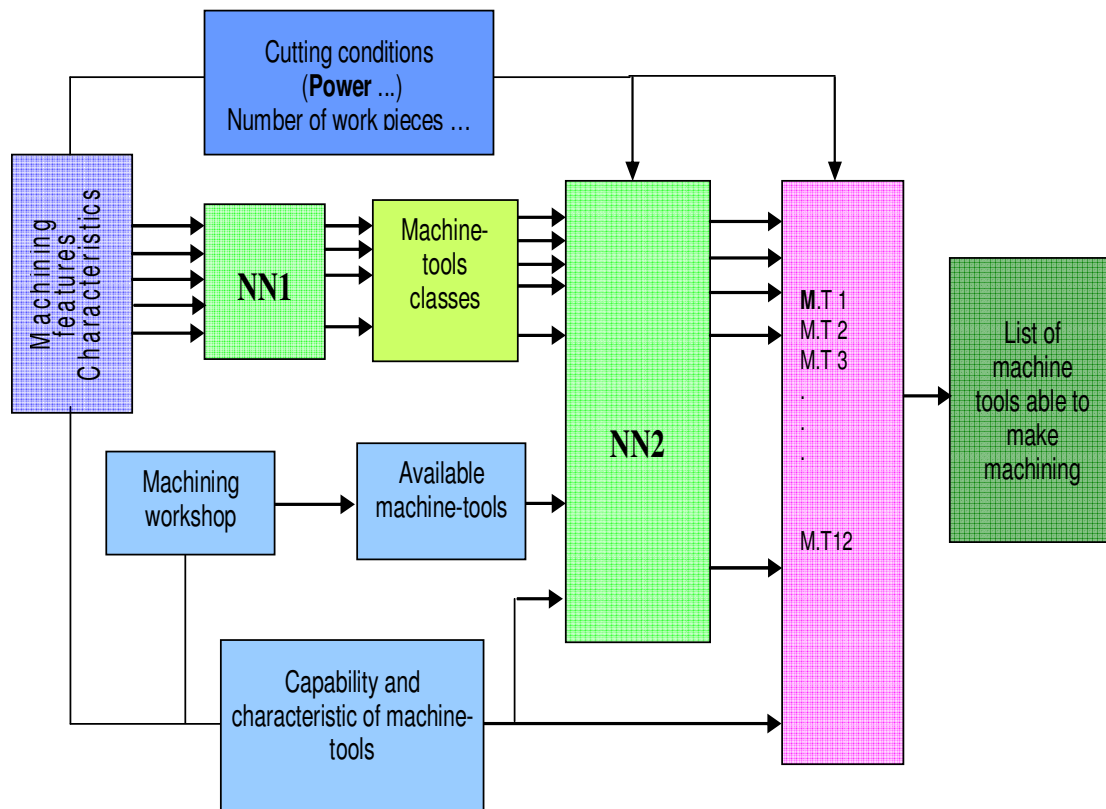 Cutting conditions
(Power ...)
Number of work pieces ...
Machining
features
Characteristics
NN1
Machine-
tools
classes
NN2
M.T 1
M.T 2
M.T 3
.
.
.
M.T12
List of
machine
tools able to
make
machining
Machining
workshop
Available
machine-tools
Capability and
characteristic of machine-
tools